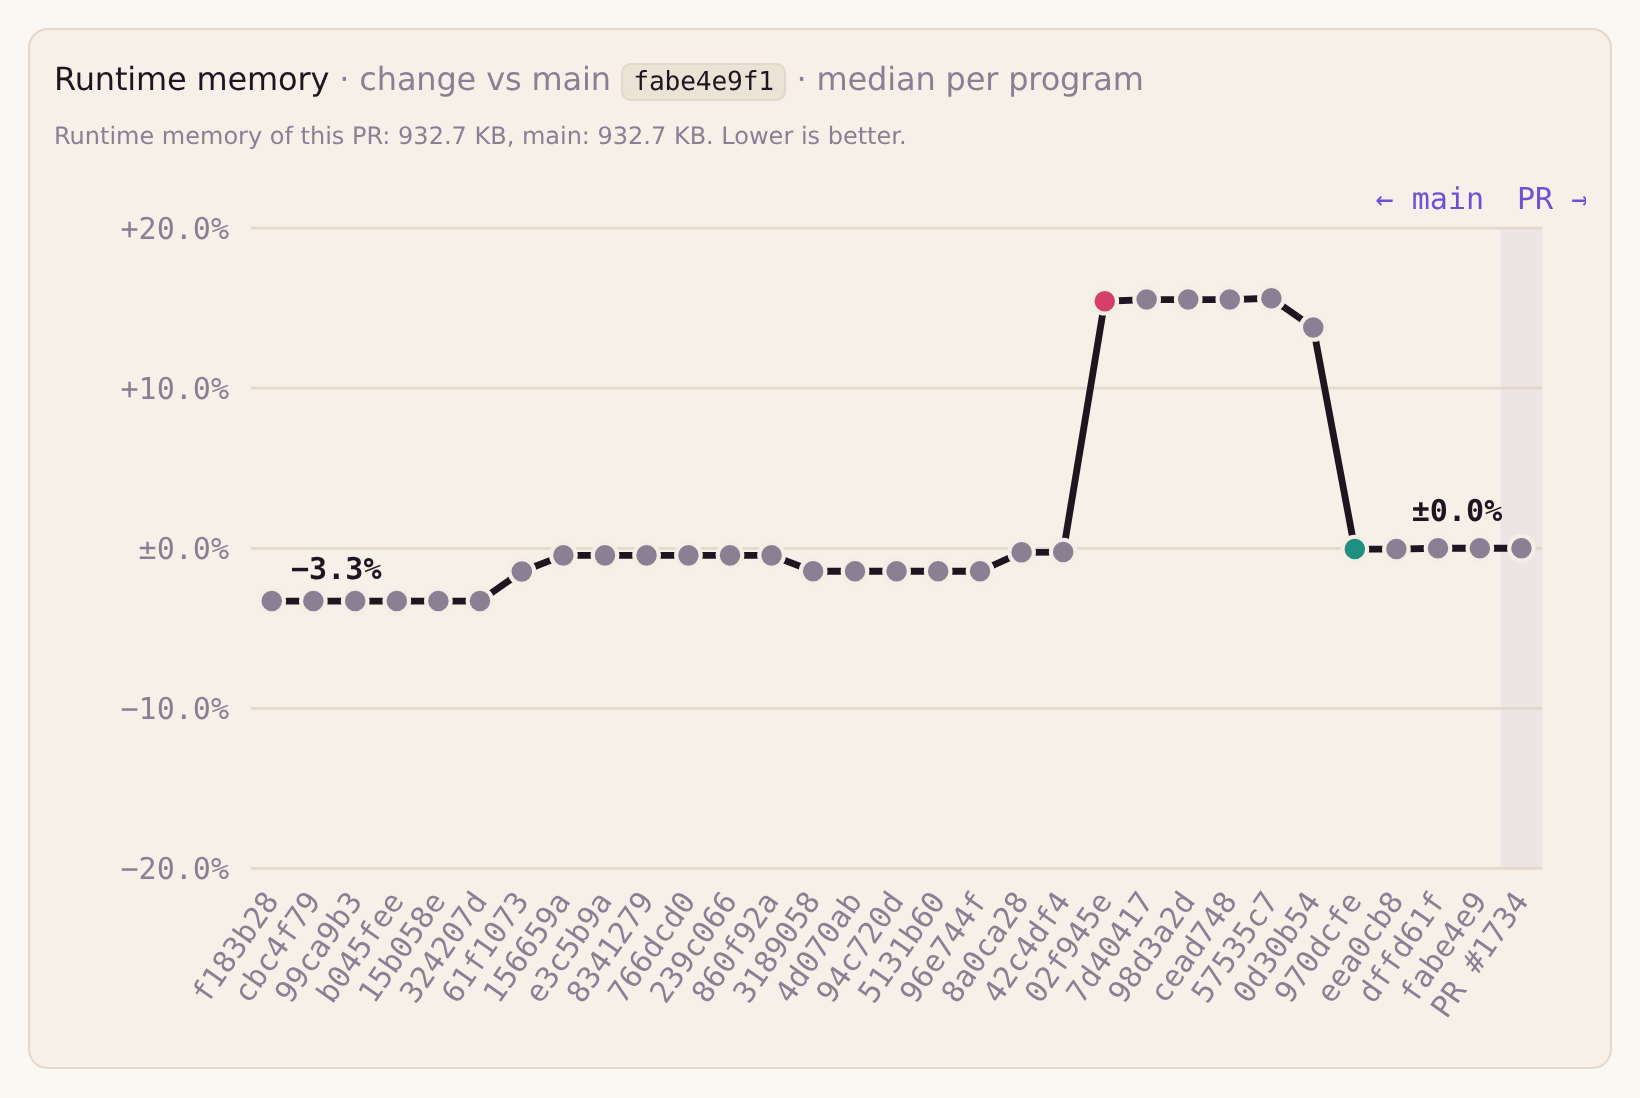 Runtime memory · change vs main fabe4e9f1 · median per program
Runtime memory of this PR: 932.7 KB, main: 932.7 KB. Lower is better.
← main PR →
+20.0%
+10.0%
±0.0%
−10.0%
−20.0%
−3.3%
±0.0%
f183b28
cbc4f79
99ca9b3
b045fee
15b058e
324207d
61f1073
156659a
e3c5b9a
8341279
766dcd0
239c066
860f92a
3189058
4d070ab
94c720d
5131b60
96e744f
8a0ca28
42c4df4
02f945e
7d40417
98d3a2d
cead748
57535c7
0d30b54
970dcfe
eea0cb8
dffd61f
fabe4e9
PR #1734